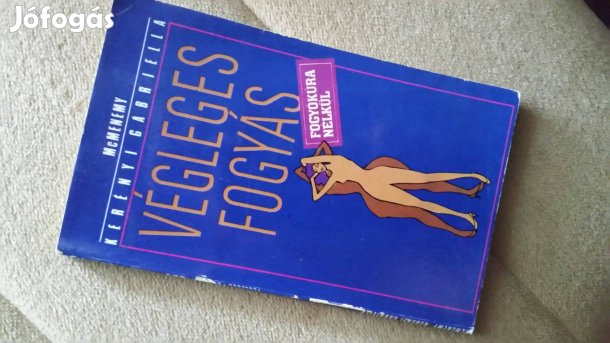 Jófogás
McMENEMY
KERÉNYI GABRIELLA
VÉGLEGES
FOGYÁS
FOGYÓKÚRA
NÉLKÜL